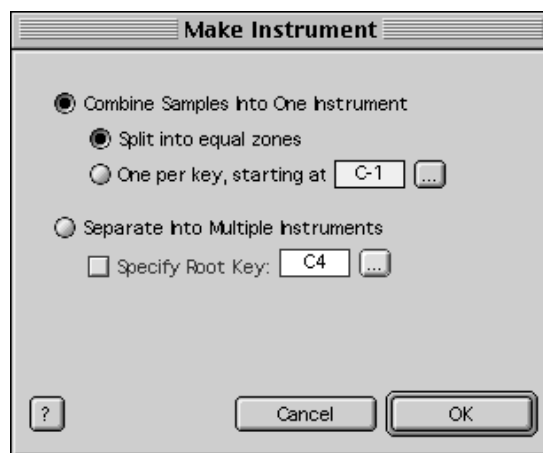 Make Instrument
Combine Samples Into One Instrument
Split into equal zones
One per key, starting at C-1 ...
Separate Into Multiple Instruments
Specify Root Key: C4 ...
? Cancel OK